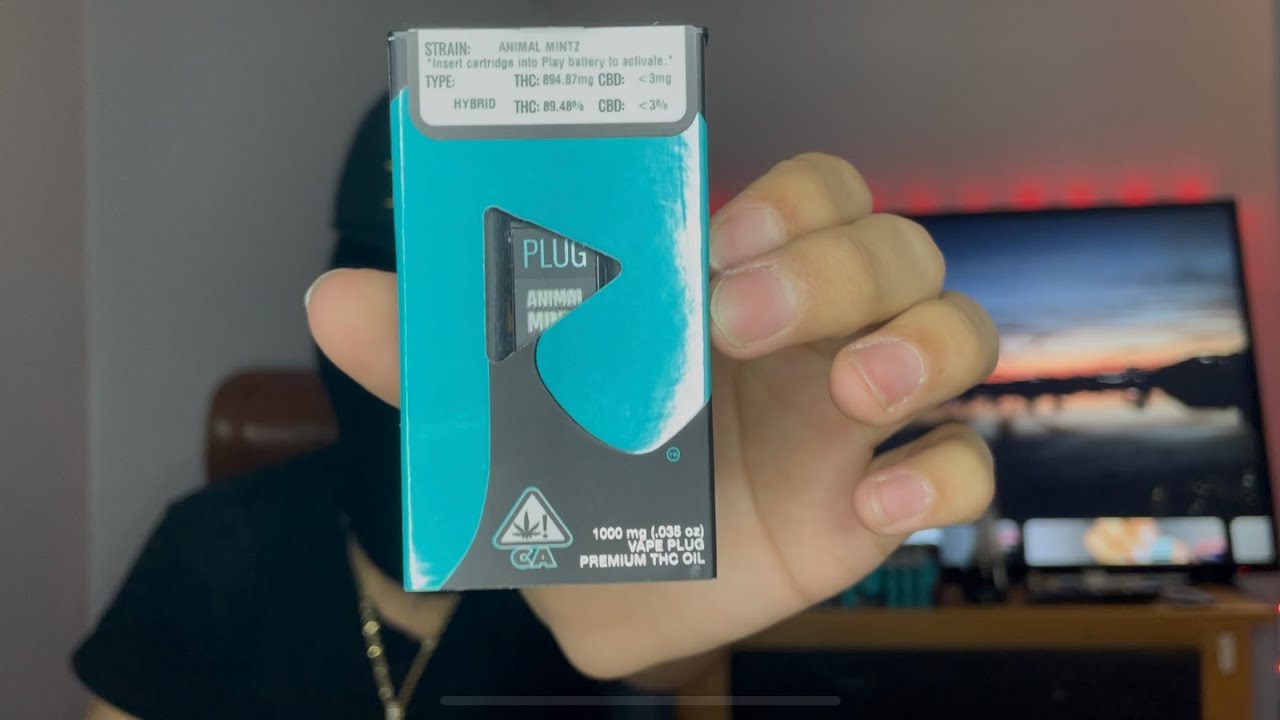 STRAIN: ANIMAL MINTZ
"Insert cartridge into Play battery to activate."
TYPE: THC: 894.87mg CBD: <3mg
HYBRID THC: 89.48% CBD: <3%
PLUG
ANIMAL
TM
CA
1000 mg (.035 oz)
VAPE PLUG
PREMIUM THC OIL